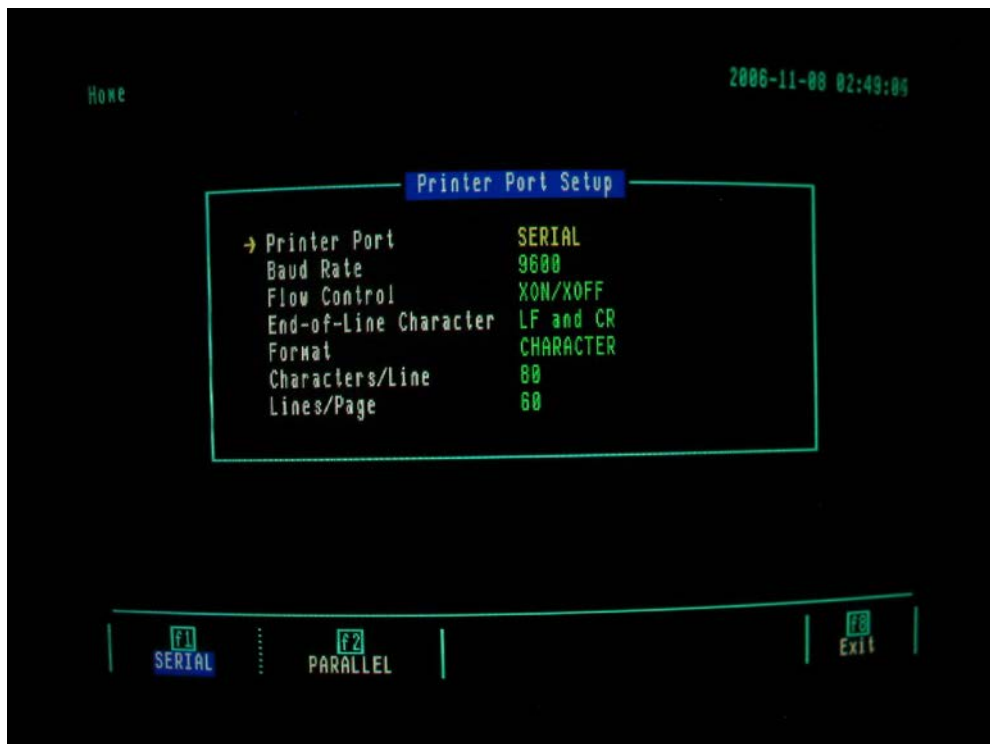 Home
2006-11-08 02:49:06
Printer Port Setup
→ Printer Port SERIAL
Baud Rate 9600
Flow Control XON/XOFF
End-of-Line Character LF and CR
Format CHARACTER
Characters/Line 80
Lines/Page 60
f1 f2 f8
SERIAL PARALLEL Exit